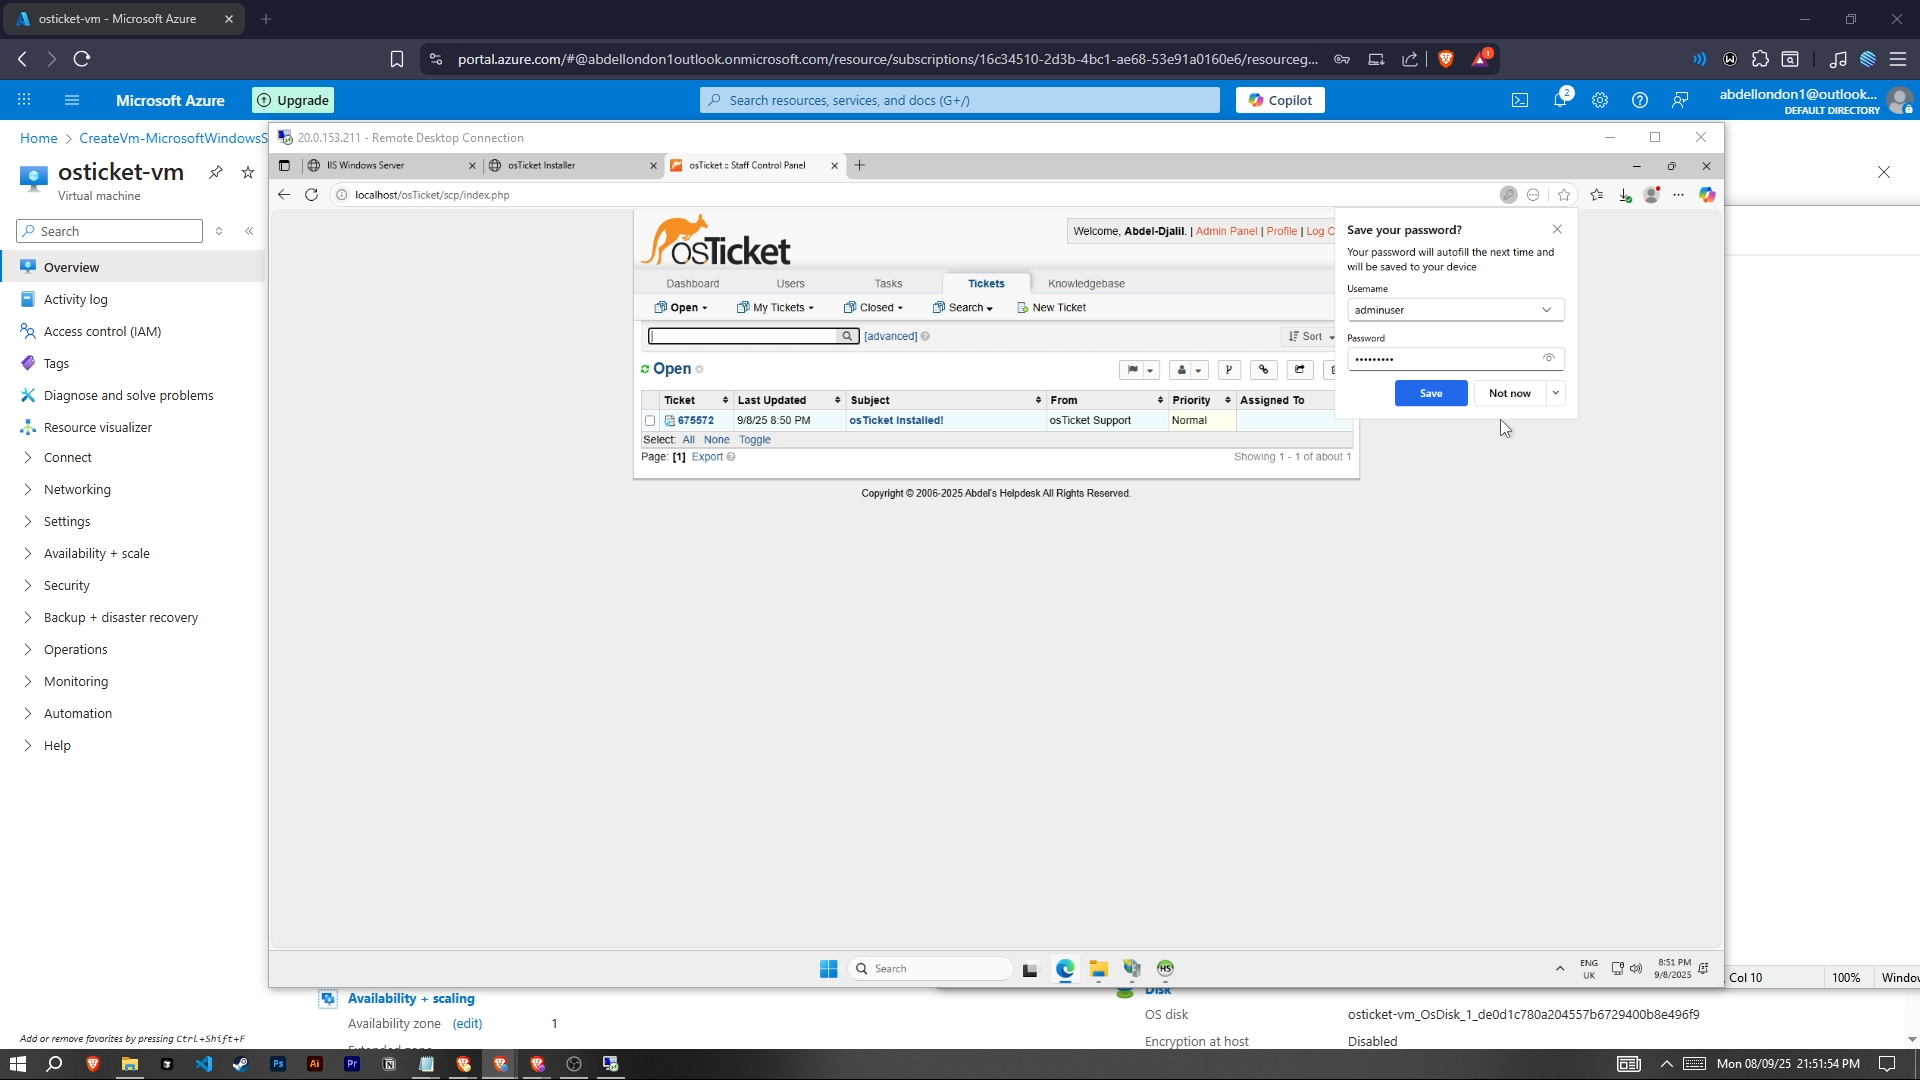 osticket-vm - Microsoft Azure
portal.azure.com/#@abdellondon1outlook.onmicrosoft.com/resource/subscriptions/16c34510-2d3b-4bc1-ae68-53e91a0160e6/resourceg...
1
Microsoft Azure
Upgrade
Search resources, services, and docs (G+/)
Copilot
2
abdellondon1@outlook...
DEFAULT DIRECTORY
Home > CreateVm-MicrosoftWindowsS
osticket-vm
Virtual machine
Search
Overview
Activity log
Access control (IAM)
Tags
Diagnose and solve problems
Resource visualizer
Connect
Networking
Settings
Availability + scale
Security
Backup + disaster recovery
Operations
Monitoring
Automation
Help
Add or remove favorites by pressing Ctrl+Shift+F
20.0.153.211 - Remote Desktop Connection
IIS Windows Server
osTicket Installer
osTicket :: Staff Control Panel
localhost/osTicket/scp/index.php
osTicket
Welcome, Abdel-Djalil. | Admin Panel | Profile | Log O
Dashboard
Users
Tasks
Tickets
Knowledgebase
Open
My Tickets
Closed
Search
New Ticket
[advanced]
Sort
Open
Ticket Last Updated Subject From Priority Assigned To
675572 9/8/25 8:50 PM osTicket Installed! osTicket Support Normal
Select: All None Toggle
Page: [1] Export
Showing 1 - 1 of about 1
Copyright © 2006-2025 Abdel's Helpdesk All Rights Reserved.
Save your password?
Your password will autofill the next time and
will be saved to your device
Username
adminuser
Password
•••••••••
Save
Not now
Search
ENG
UK
8:51 PM
9/8/2025
Col 10
100%
Window
Availability + scaling
Availability zone (edit) 1
Disk
OS disk osticket-vm_OsDisk_1_de0d1c780a204557b6729400b8e496f9
Encryption at host Disabled
Ps
Ai
Pr
Mon 08/09/25 21:51:54 PM